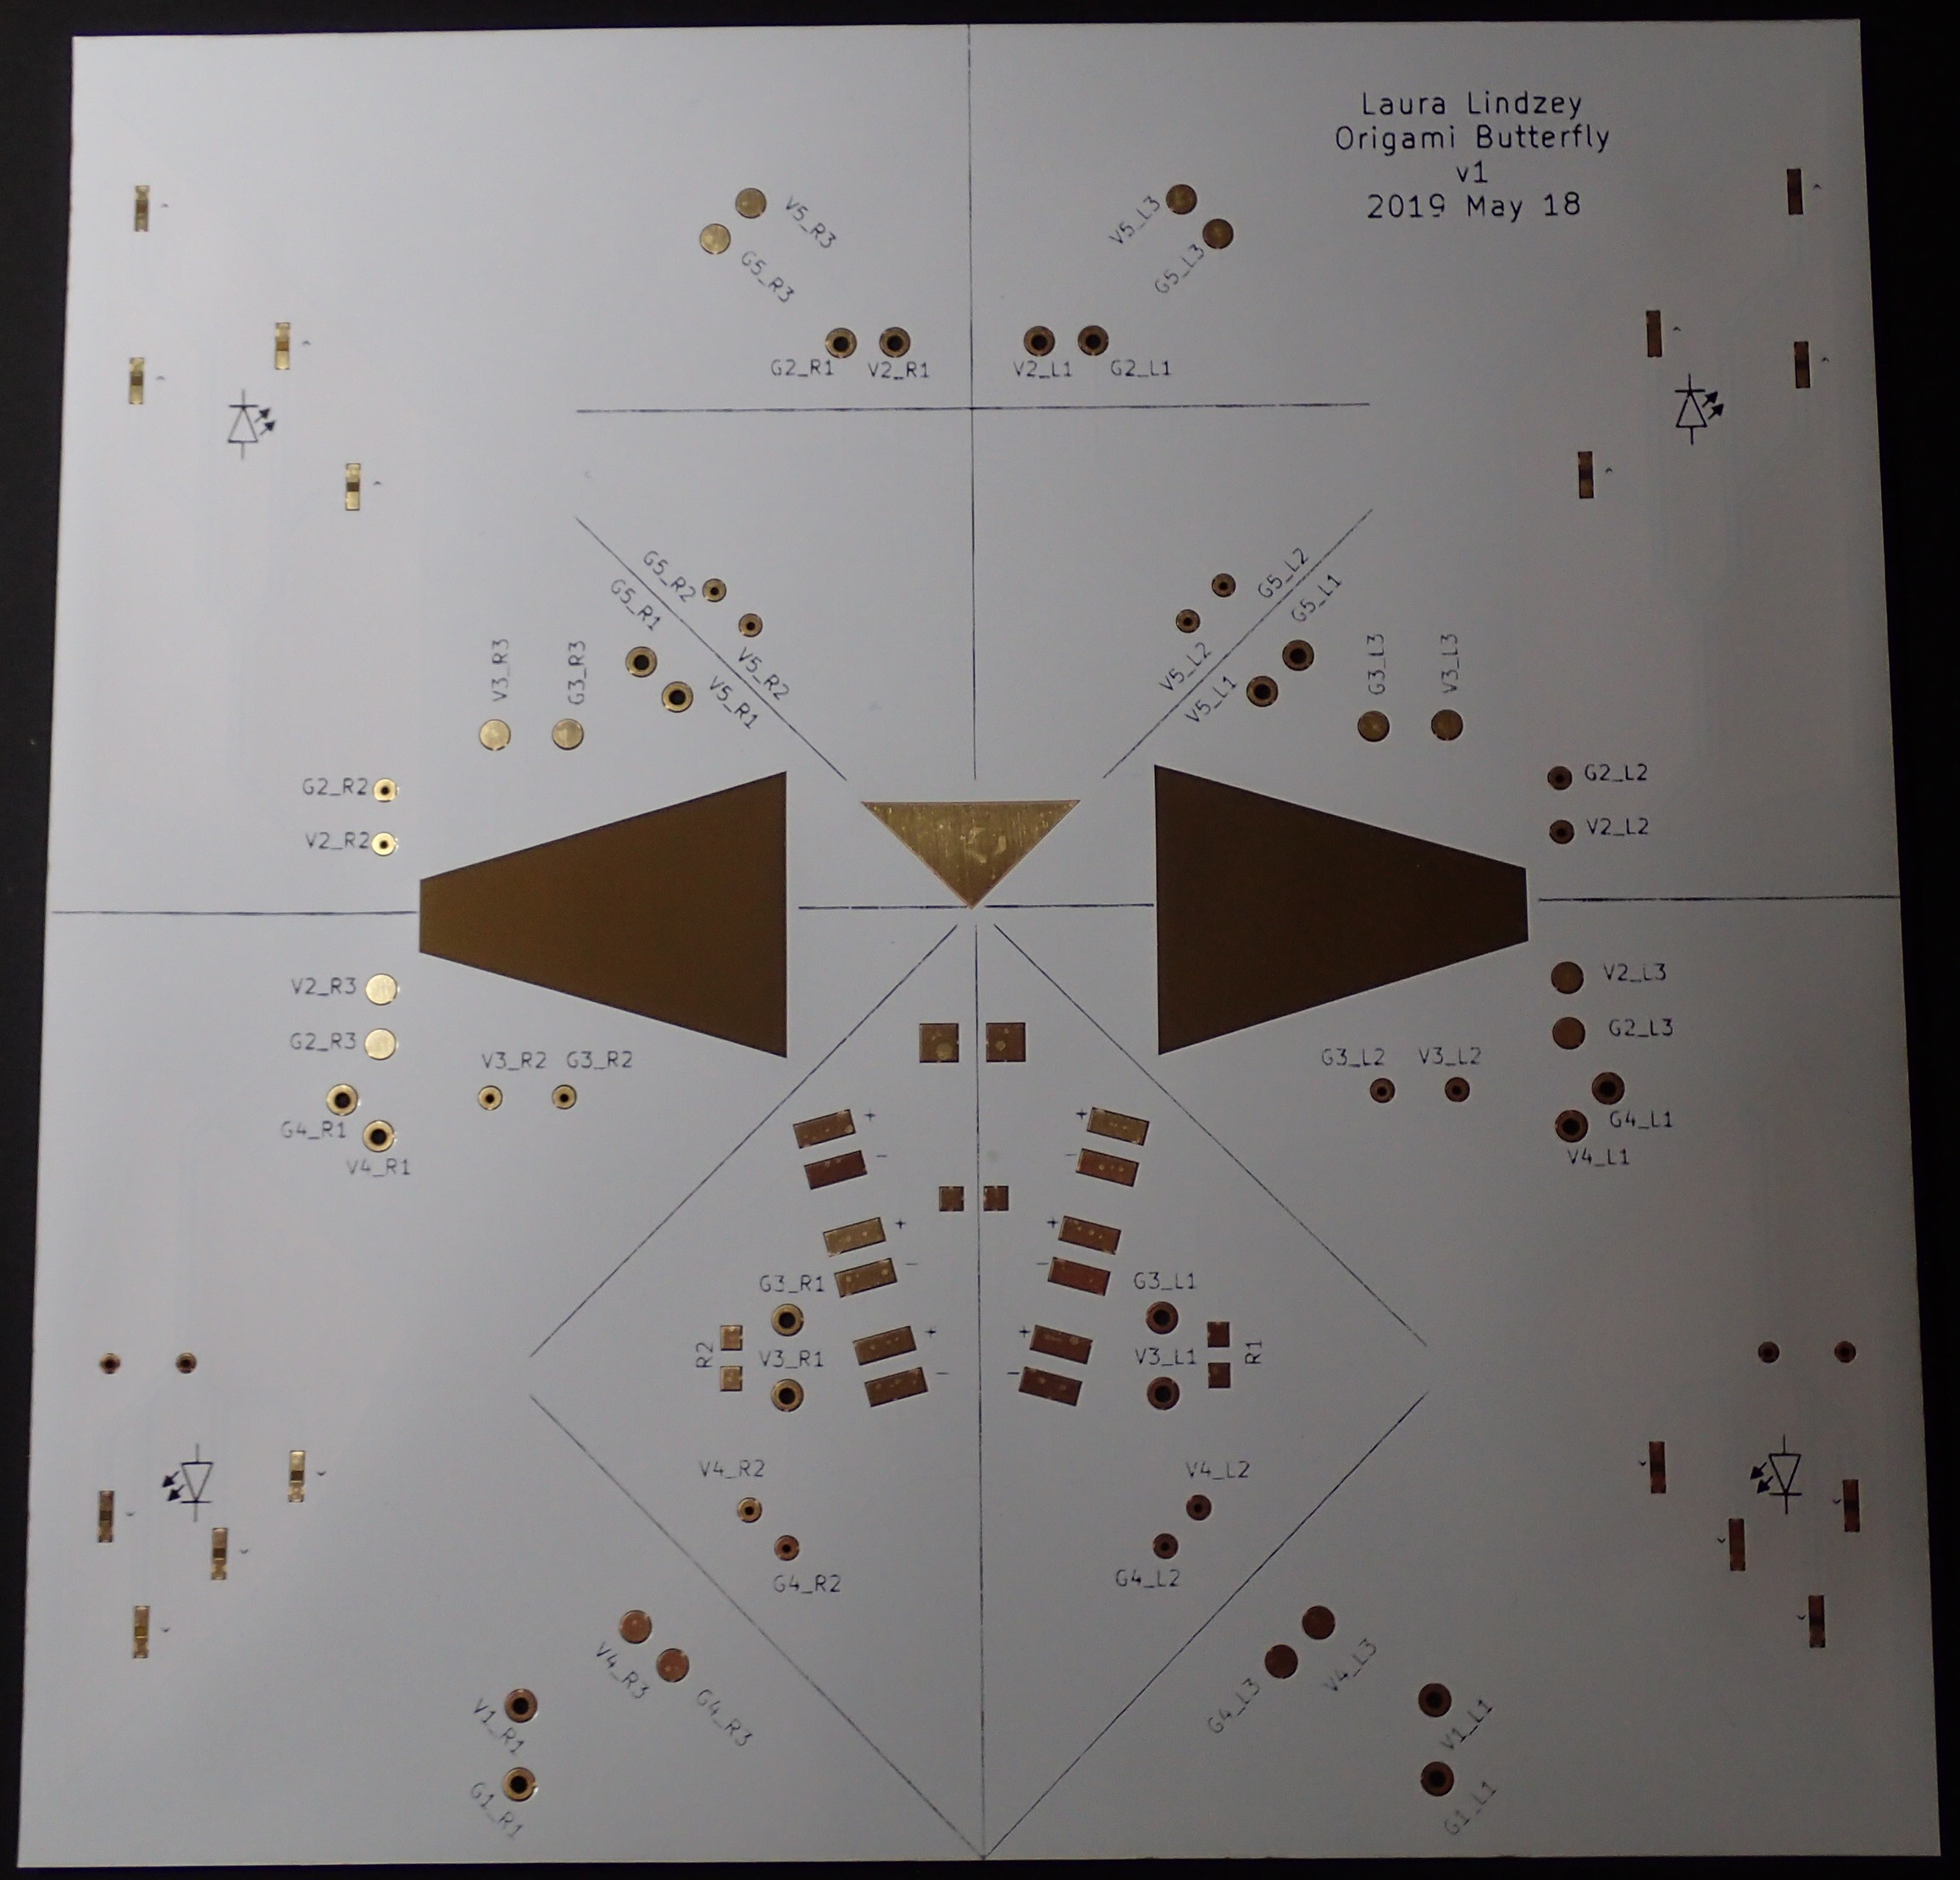 Laura Lindzey
Origami Butterfly
v1
2019 May 18
V5_R3
G5_R3
V5_L3
G5_L3
G2_R1 V2_R1 V2_L1 G2_L1
G5_R2
G5_R1
V5_R2
V5_R1
G5_L2
G5_L1
V5_L2
V5_L1
V3_R3 G3_R3
G3_L3 V3_L3
G2_R2
V2_R2
G2_L2
V2_L2
V2_R3
G2_R3
V3_R2 G3_R2
G4_R1
V4_R1
V2_L3
G2_L3
G3_L2 V3_L2
G4_L1
V4_L1
+ +
- -
+ +
- -
G3_R1 G3_L1
+ +
R2 V3_R1 V3_L1 R1
- -
V4_R2 V4_L2
G4_R2 G4_L2
V4_R3
G4_R3
V4_L3
G4_L3
V1_R1
G1_R1
V1_L1
G1_L1